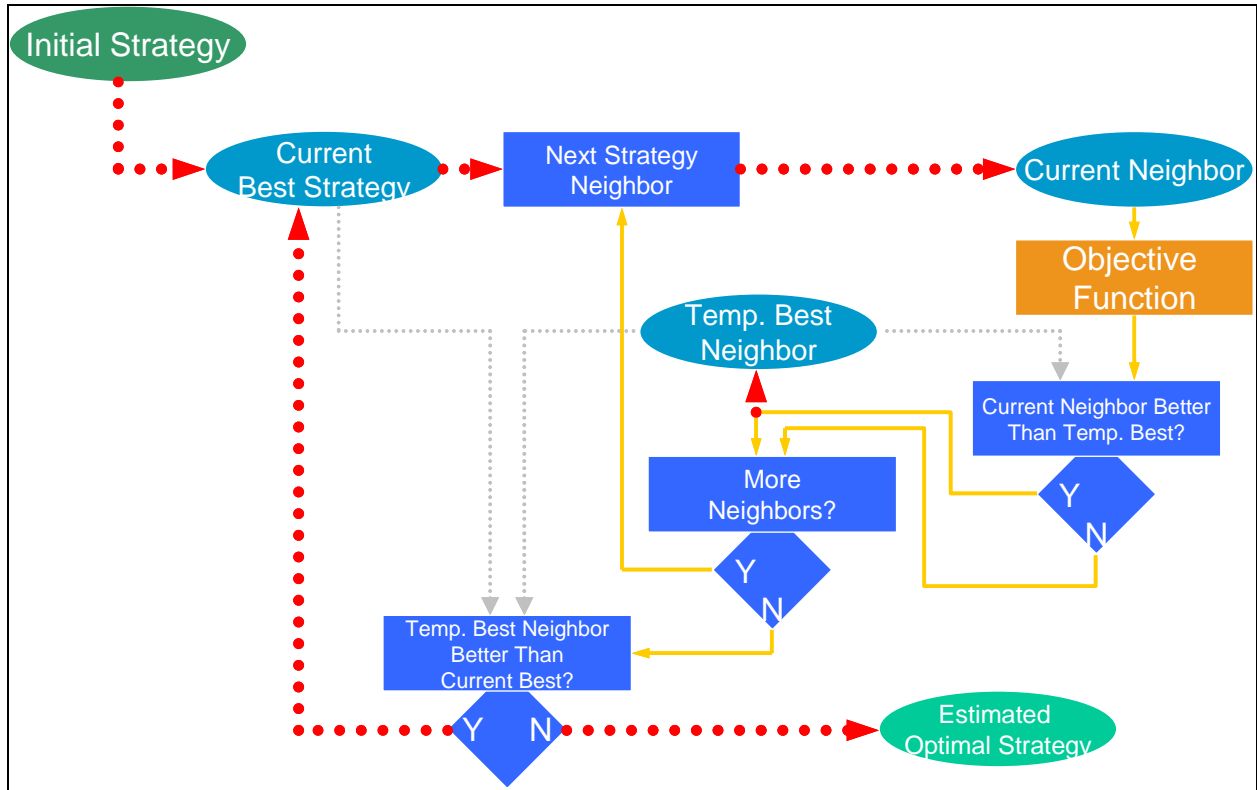 Initial Strategy
Current
Best Strategy
Next Strategy
Neighbor
Current Neighbor
Objective
Function
Temp. Best
Neighbor
Current Neighbor Better
Than Temp. Best?
Y
N
More
Neighbors?
Y
N
Temp. Best Neighbor
Better Than
Current Best?
Y N
Estimated
Optimal Strategy